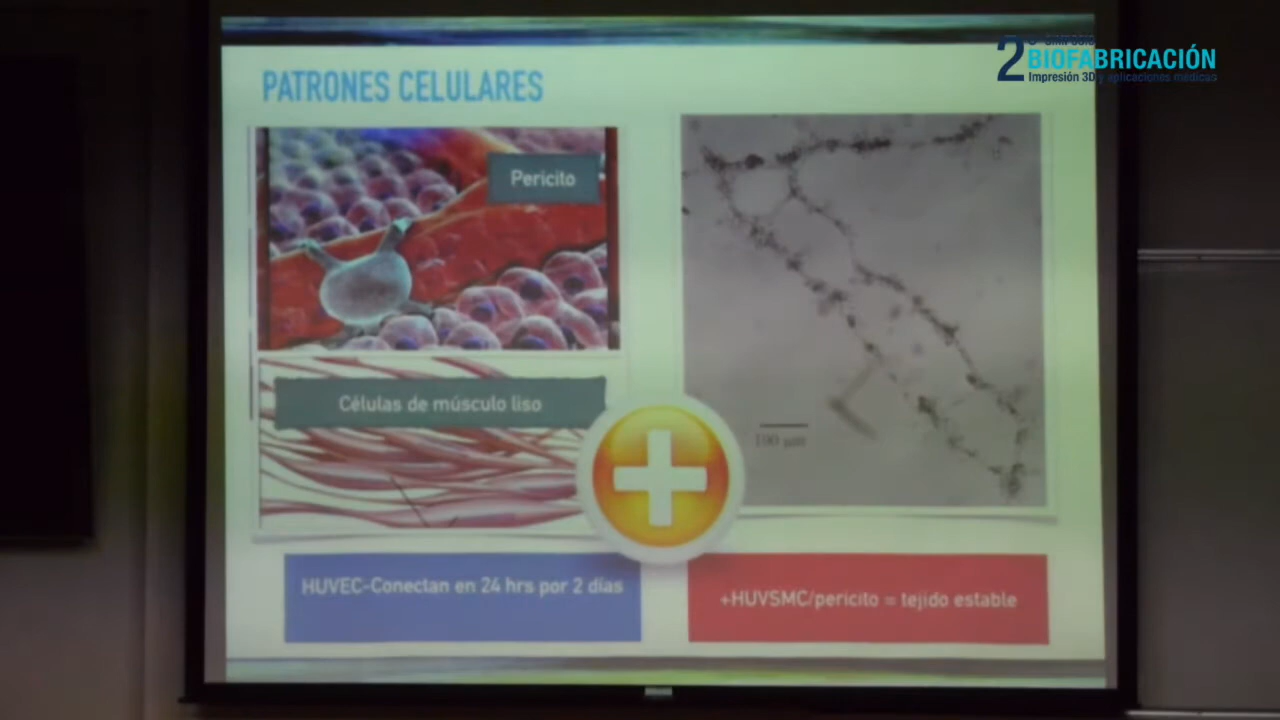 PATRONES CELULARES
2º
BIOFABRICACIÓN
Impresión 3D y aplicaciones médicas
Pericito
Células de músculo liso
100 µm
HUVEC-Conectan en 24 hrs por 2 días
+HUVSMC/pericito = tejido estable